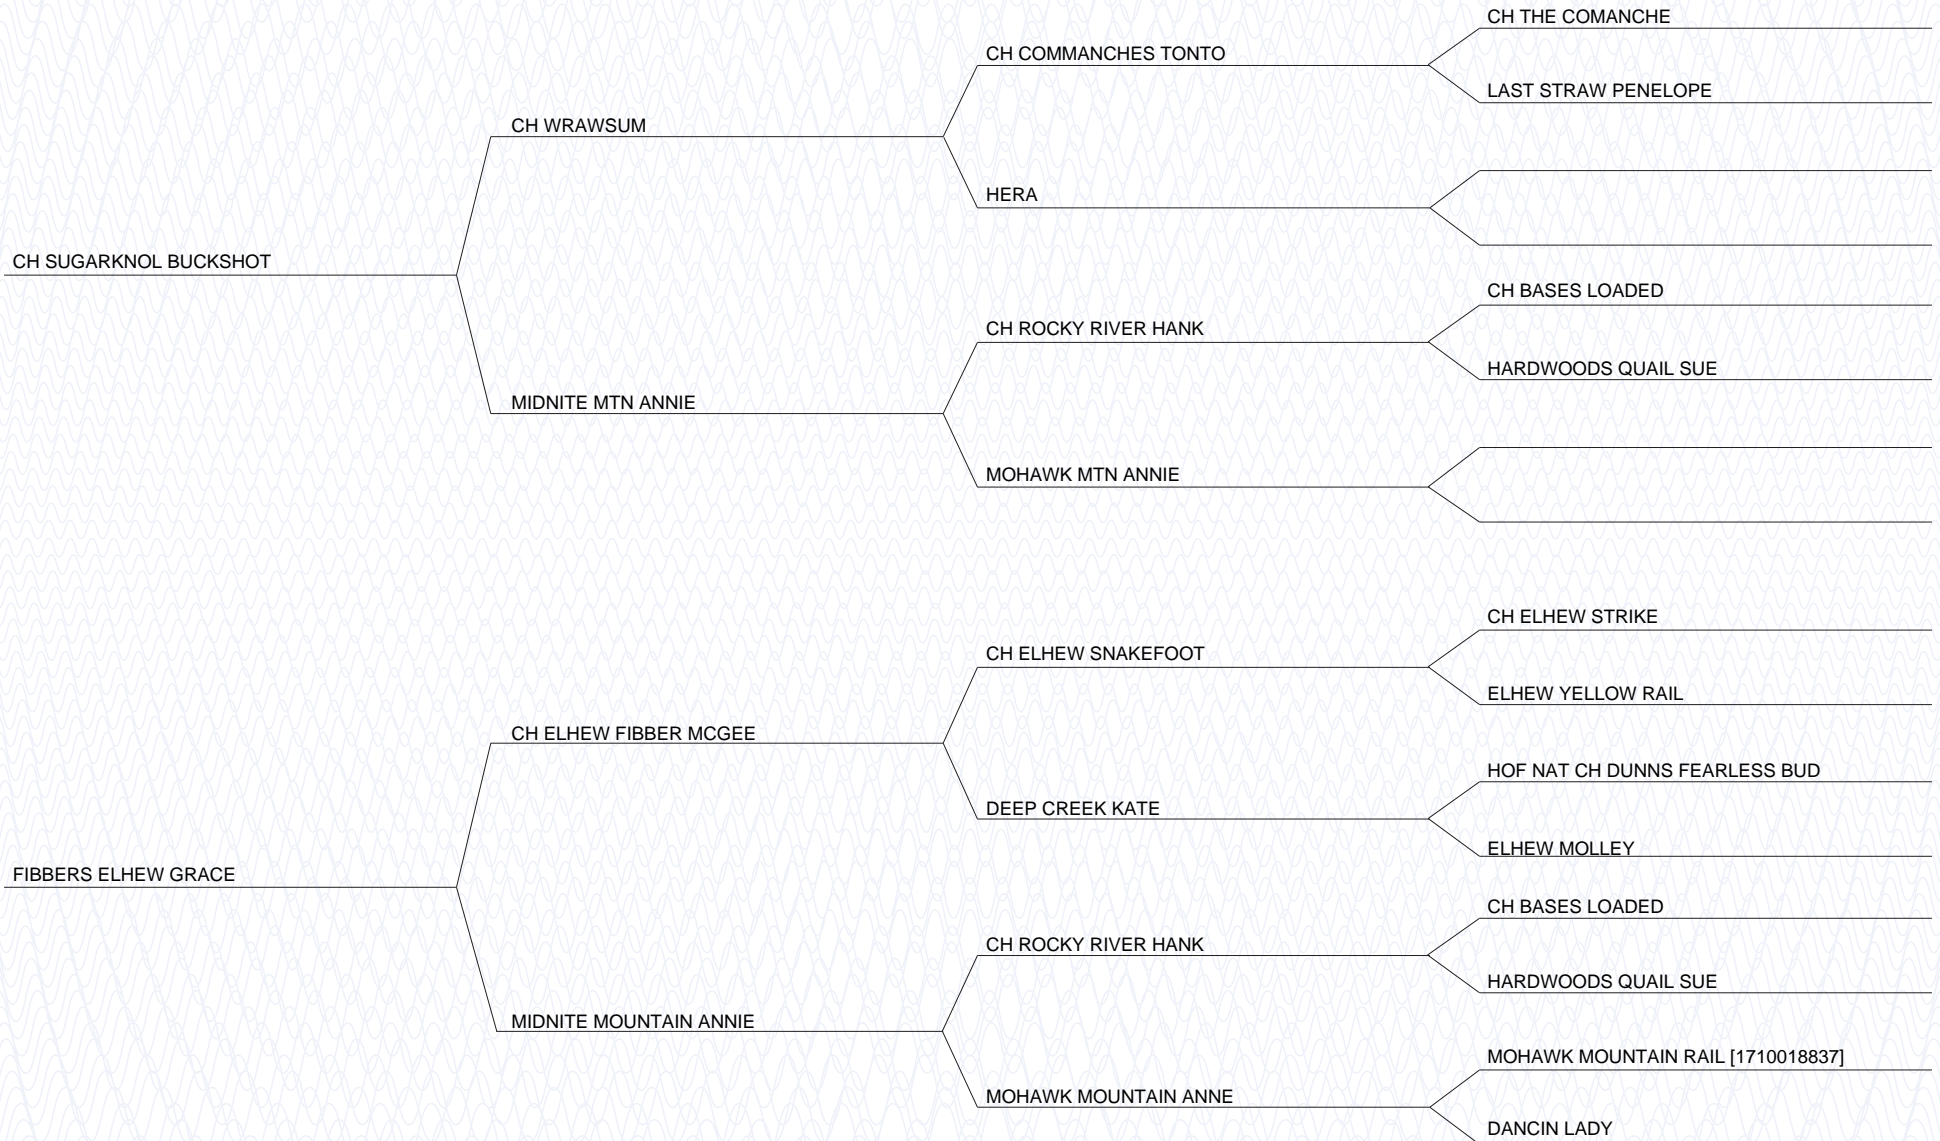 CH THE COMANCHE
CH COMMANCHES TONTO
LAST STRAW PENELOPE
CH WRAWSUM
HERA
CH SUGARKNOL BUCKSHOT
CH BASES LOADED
CH ROCKY RIVER HANK
HARDWOODS QUAIL SUE
MIDNITE MTN ANNIE
MOHAWK MTN ANNIE
CH ELHEW STRIKE
CH ELHEW SNAKEFOOT
ELHEW YELLOW RAIL
CH ELHEW FIBBER MCGEE
HOF NAT CH DUNNS FEARLESS BUD
DEEP CREEK KATE
ELHEW MOLLEY
FIBBERS ELHEW GRACE
CH BASES LOADED
CH ROCKY RIVER HANK
HARDWOODS QUAIL SUE
MIDNITE MOUNTAIN ANNIE
MOHAWK MOUNTAIN RAIL [1710018837]
MOHAWK MOUNTAIN ANNE
DANCIN LADY